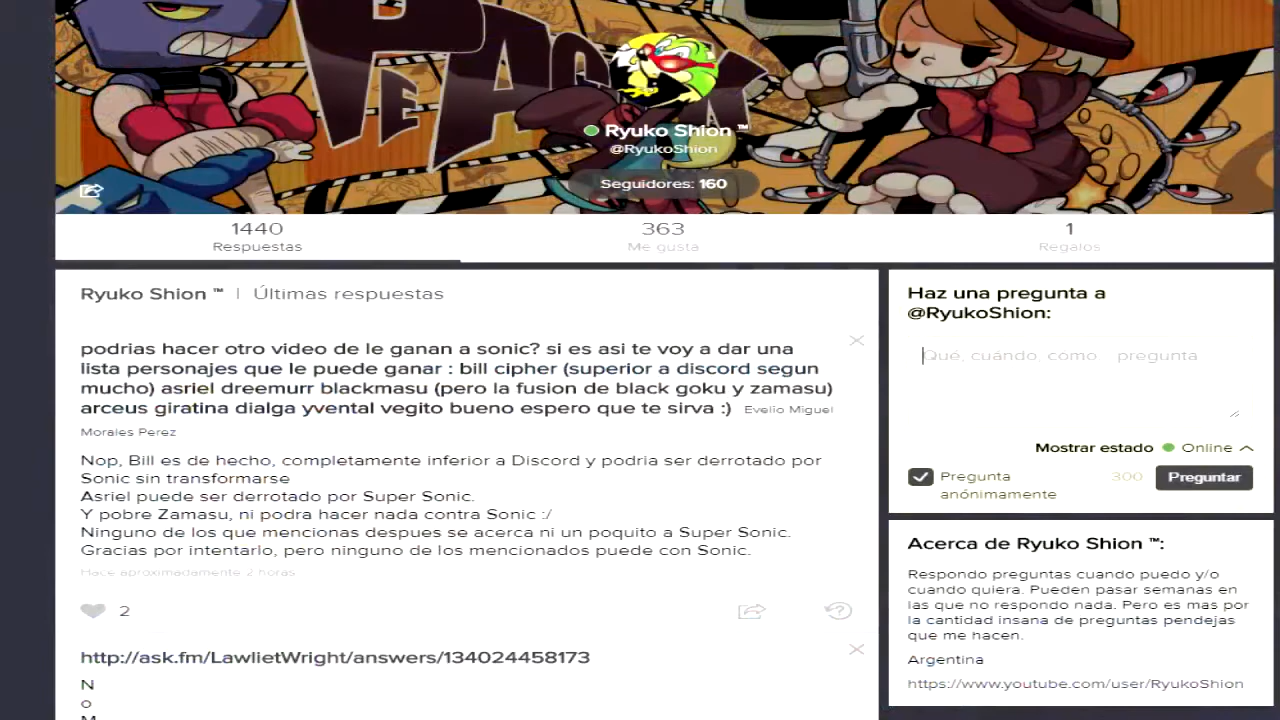 PEACOCK
Ryuko Shion ™
@RyukoShion
Seguidores: 160
1440
Respuestas
363
Me gusta
1
Regalos
Ryuko Shion ™ | Últimas respuestas
podrias hacer otro video de le ganan a sonic? si es asi te voy a dar una
lista personajes que le puede ganar : bill cipher (superior a discord segun
mucho) asriel dreemurr blackmasu (pero la fusion de black goku y zamasu)
arceus giratina dialga yvental vegito bueno espero que te sirva :) Evelio Miguel
Morales Perez
Nop, Bill es de hecho, completamente inferior a Discord y podria ser derrotado por
Sonic sin transformarse
Asriel puede ser derrotado por Super Sonic.
Y pobre Zamasu, ni podra hacer nada contra Sonic :/
Ninguno de los que mencionas despues se acerca ni un poquito a Super Sonic.
Gracias por intentarlo, pero ninguno de los mencionados puede con Sonic.
Hace aproximadamente 2 horas
2
http://ask.fm/LawlietWright/answers/134024458173
N
o
M
Haz una pregunta a
@RyukoShion:
Qué, cuándo, cómo pregunta
Mostrar estado Online
Pregunta
anónimamente
300
Preguntar
Acerca de Ryuko Shion ™:
Respondo preguntas cuando puedo y/o
cuando quiera. Pueden pasar semanas en
las que no respondo nada. Pero es mas por
la cantidad insana de preguntas pendejas
que me hacen.
Argentina
https://www.youtube.com/user/RyukoShion